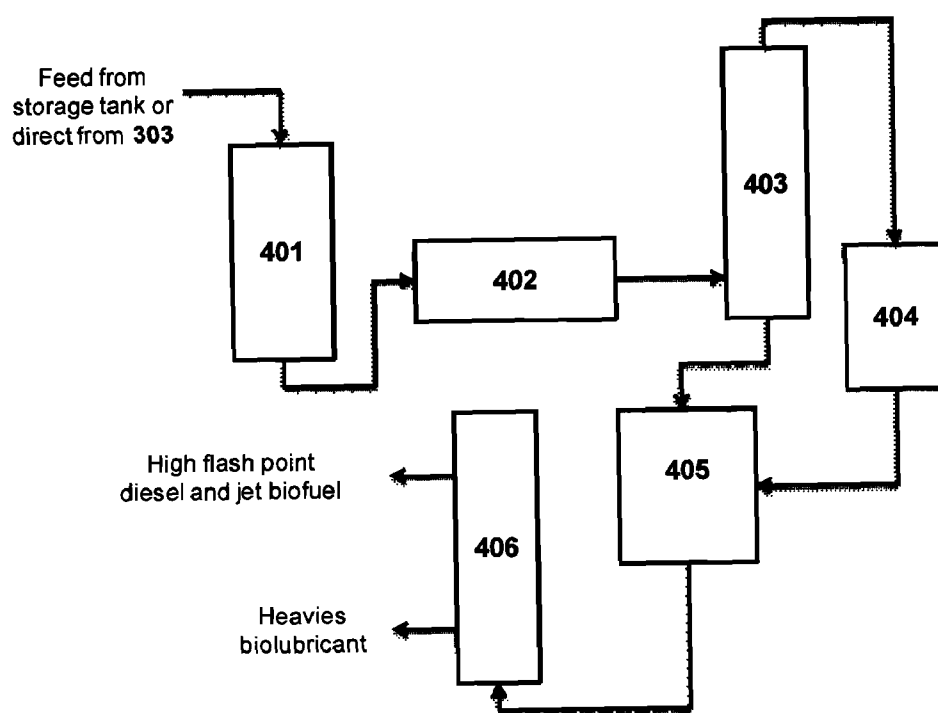 Feed from
storage tank or
direct from 303
401
402
403
404
405
406
High flash point
diesel and jet biofuel
Heavies
biolubricant